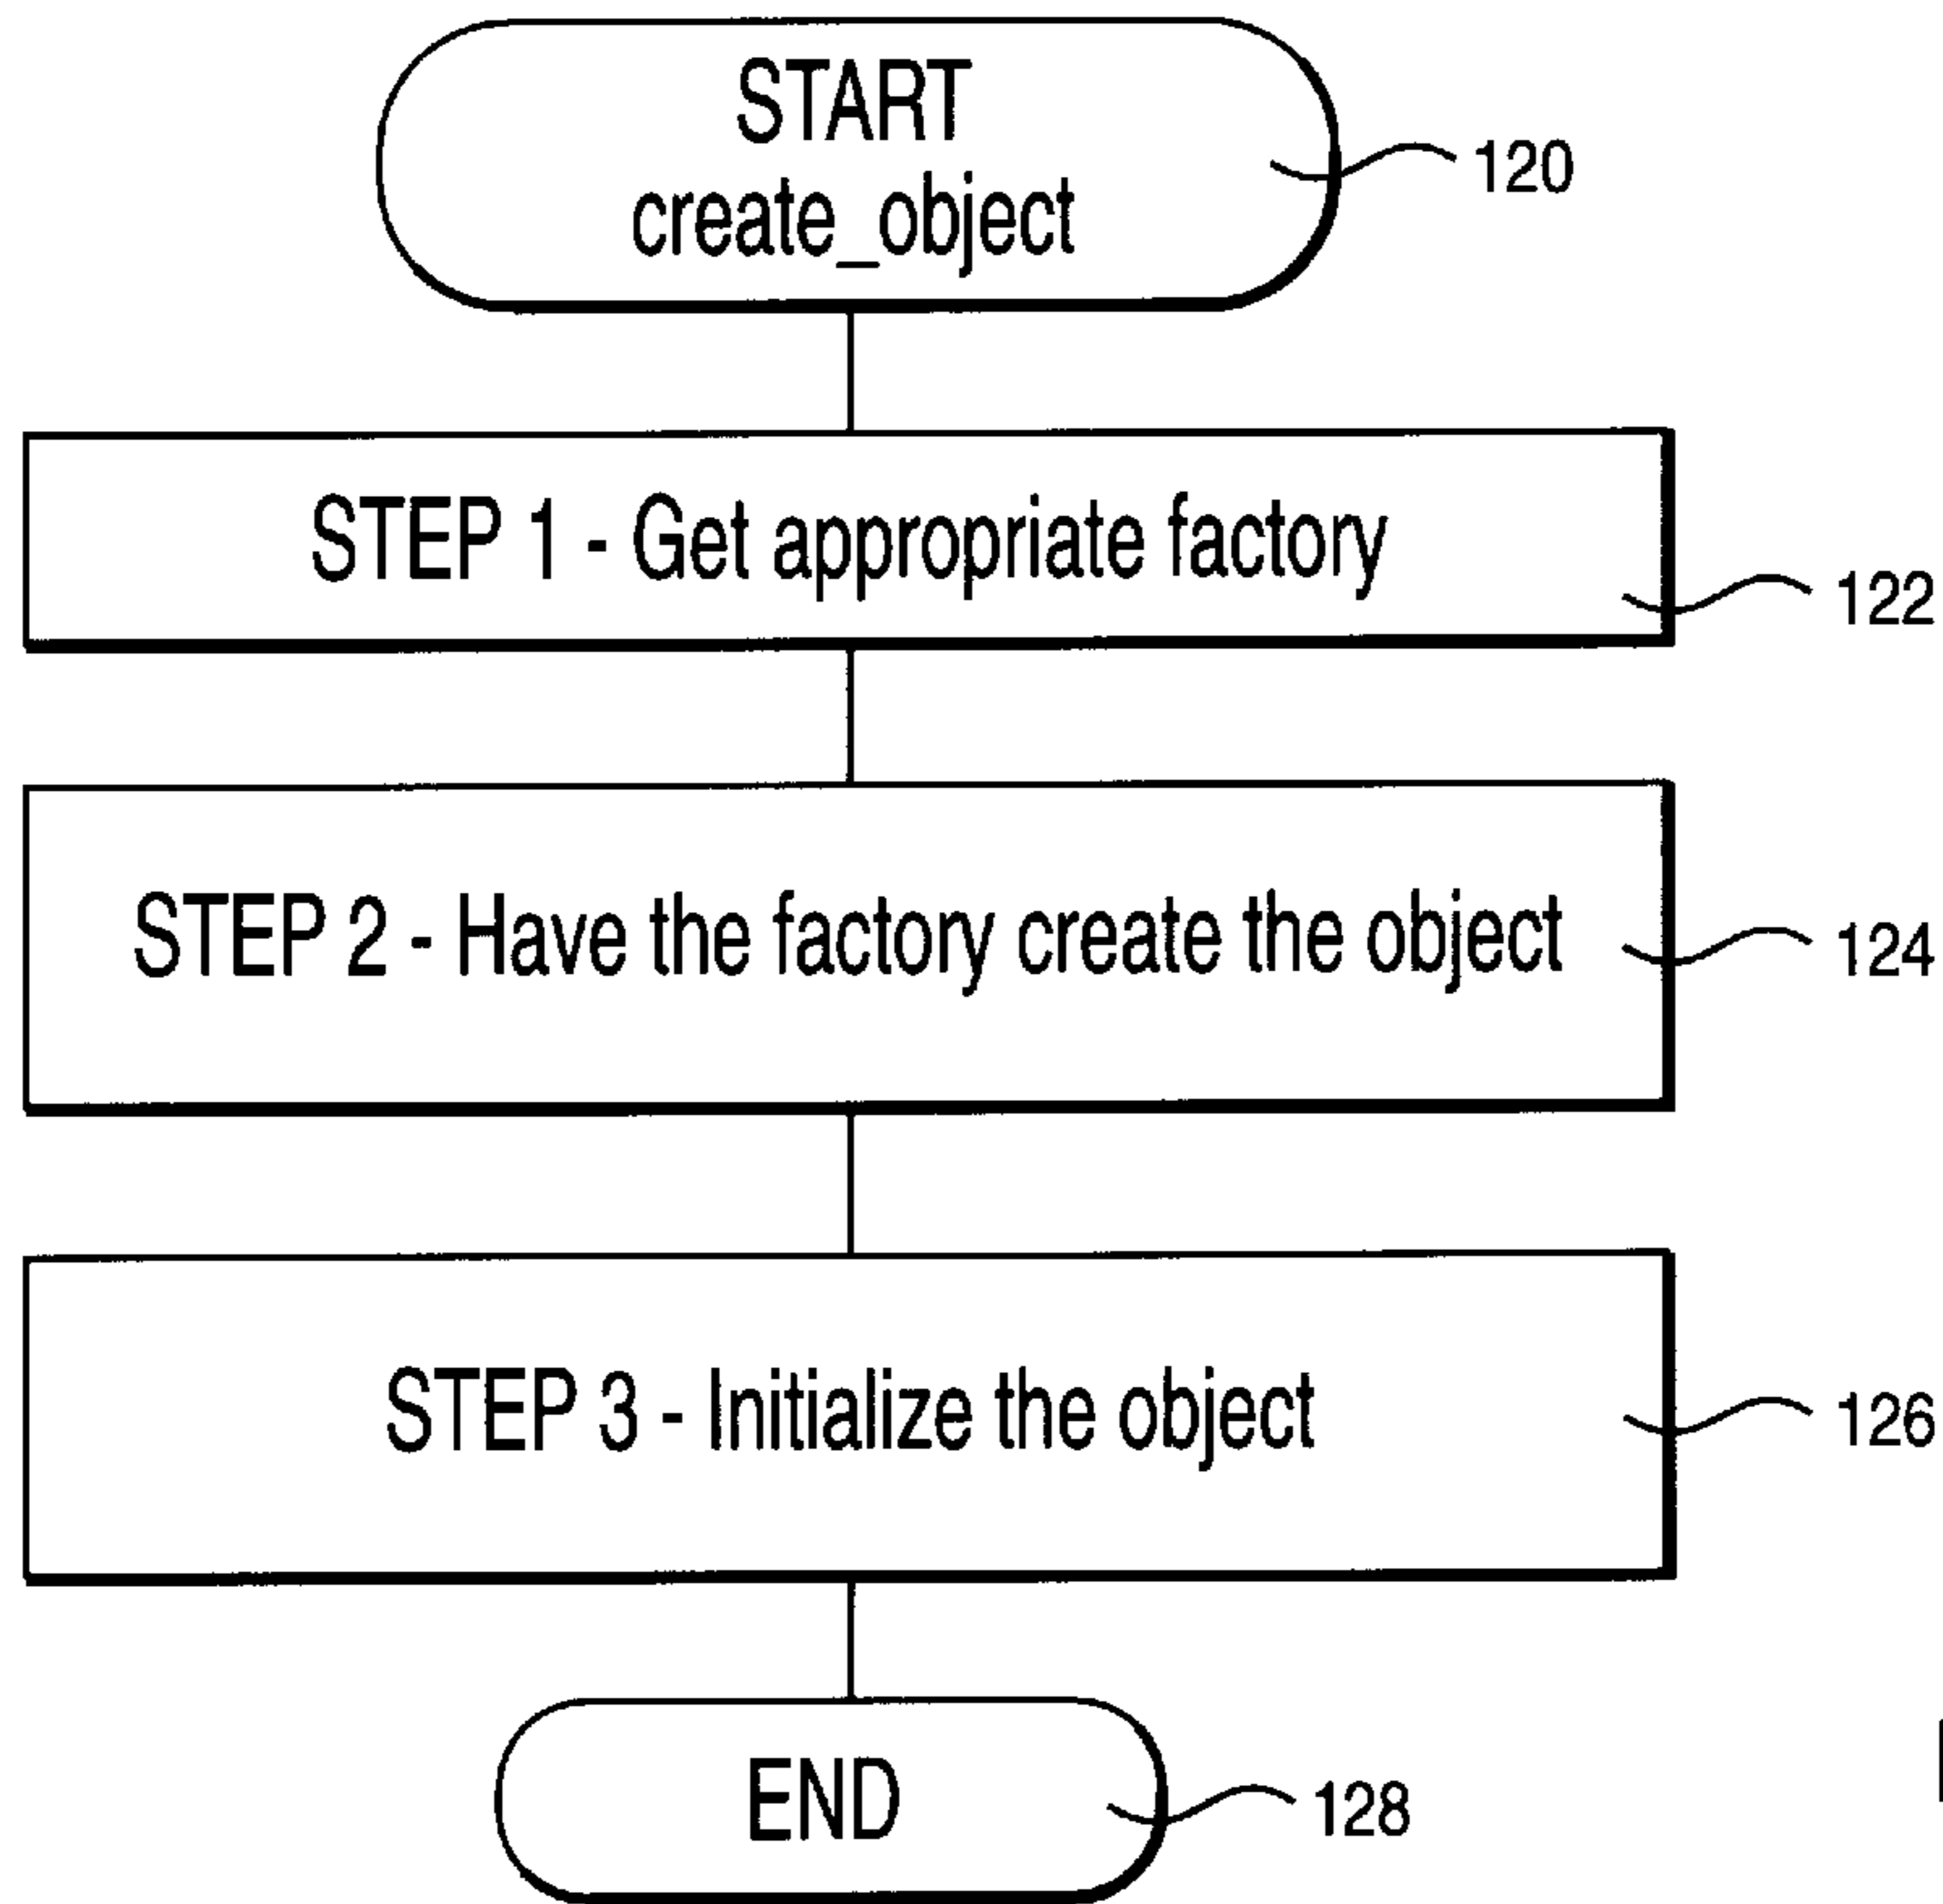 START
create_object
120
STEP 1 - Get appropriate factory
122
STEP 2 - Have the factory create the object
124
STEP 3 - Initialize the object
126
END
128